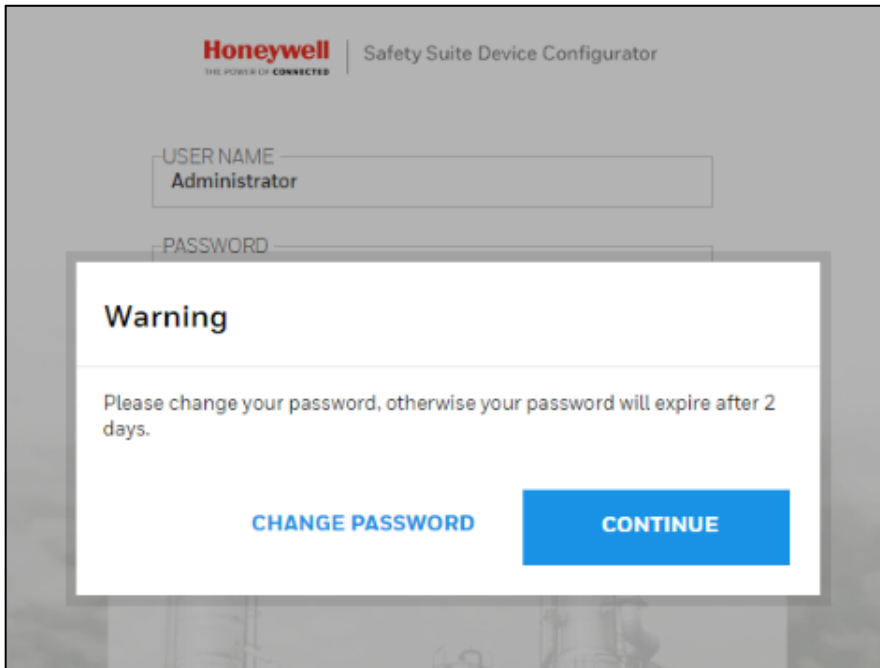 Honeywell
THE POWER OF CONNECTED
Safety Suite Device Configurator
USER NAME
Administrator
PASSWORD
Warning
Please change your password, otherwise your password will expire after 2
days.
CHANGE PASSWORD
CONTINUE